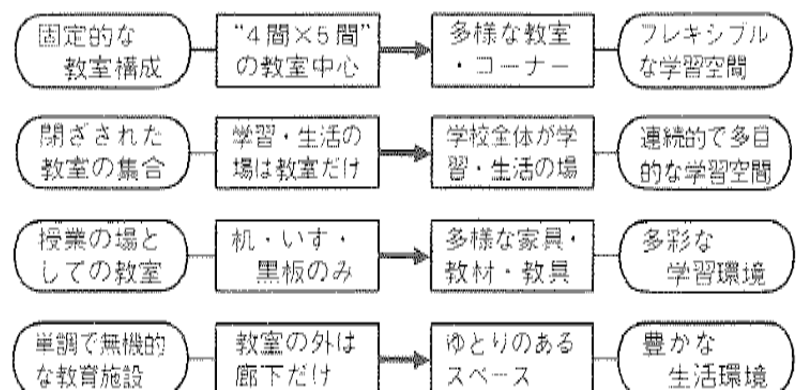 固定的な
教室構成
“4間×5間”
の教室中心
多様な教室
・コーナー
フレキシブル
な学習空間
閉ざされた
教室の集合
学習・生活の
場は教室だけ
学校全体が学
習・生活の場
連続的で多目
的な学習空間
授業の場と
しての教室
机・いす・
黒板のみ
多様な家具・
教材・教具
多彩な
学習環境
単調で無機的
な教育施設
教室の外は
廊下だけ
ゆとりのある
スペース
豊かな
生活環境